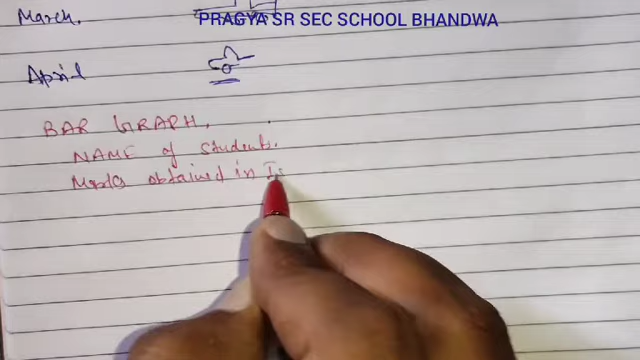 March.
PRAGYA SR SEC SCHOOL BHANDWA
April
BAR GRAPH.
NAME of students.
Marks obtained in